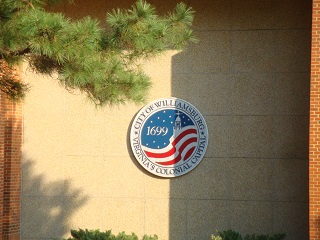 CITY OF WILLIAMSBURG
1699
VIRGINIA'S COLONIAL CAPITAL